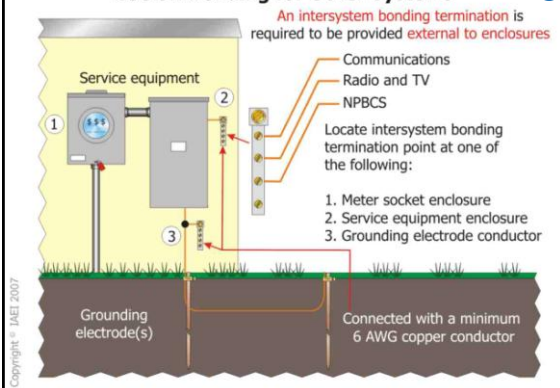 An intersystem bonding termination is
required to be provided external to enclosures
Communications
Radio and TV
NPBCS
Service equipment
1
2
3
$ $ $
Locate intersystem bonding
termination point at one of
the following:
1. Meter socket enclosure
2. Service equipment enclosure
3. Grounding electrode conductor
Grounding
electrode(s)
Connected with a minimum
6 AWG copper conductor
Copyright © IAEI 2007